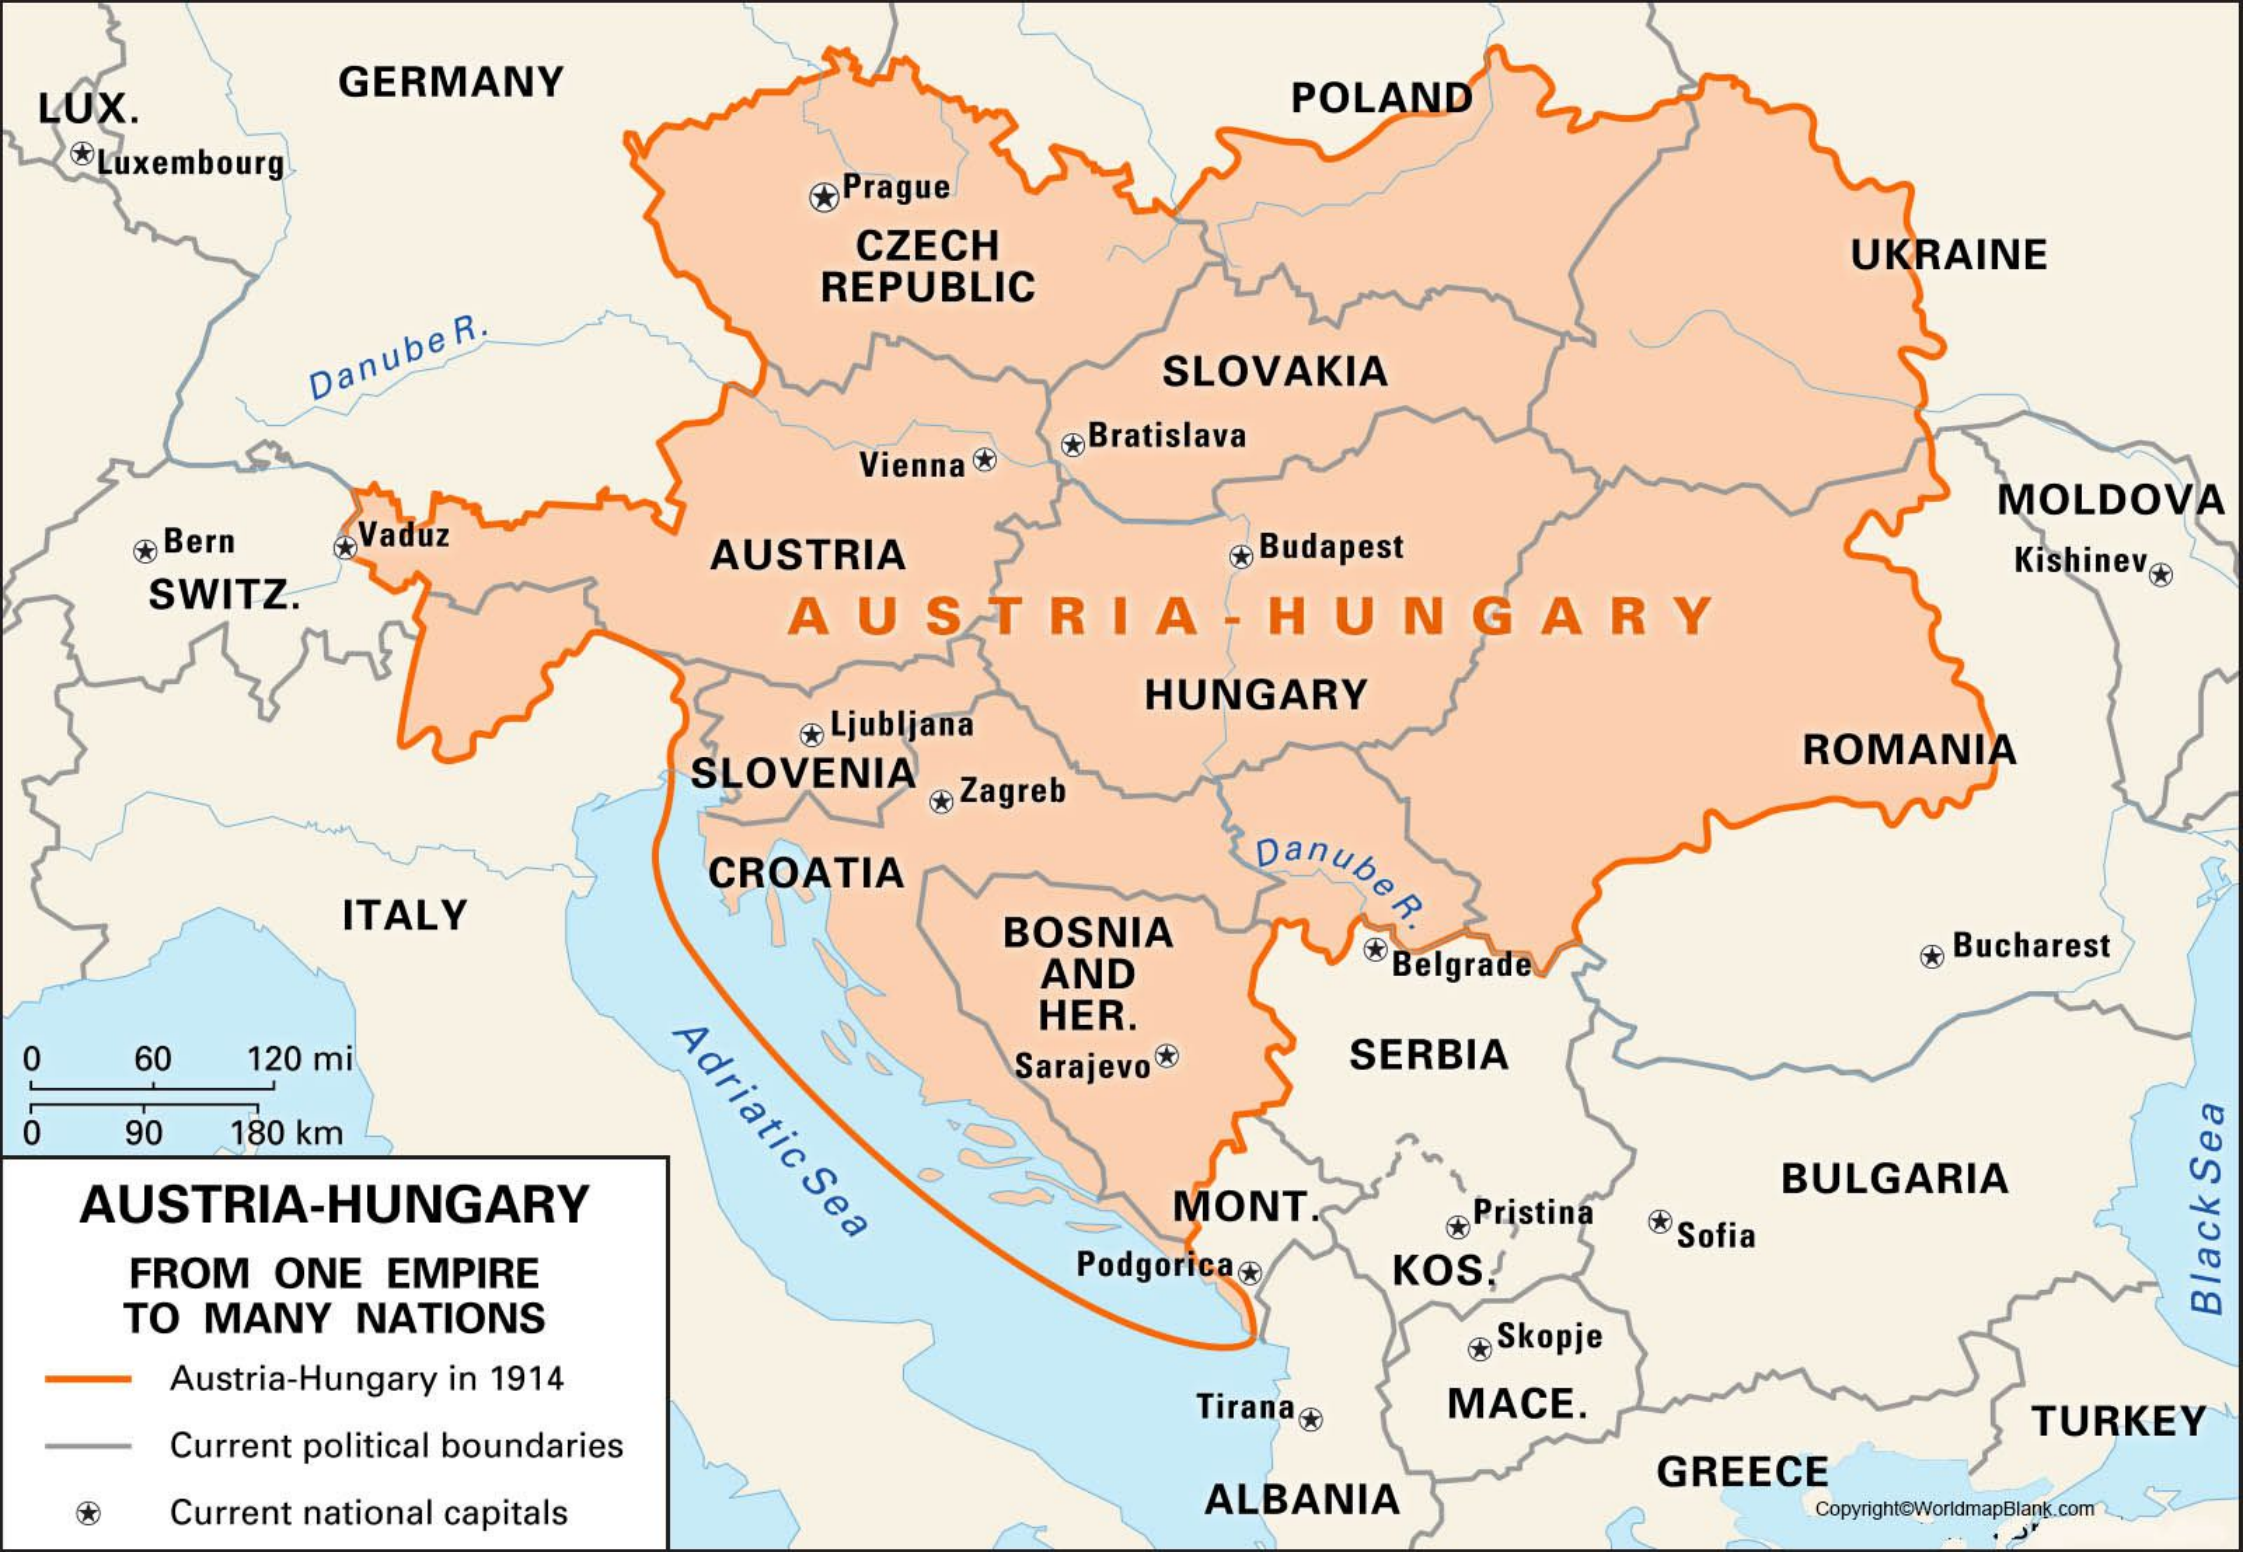 GERMANY
POLAND
LUX.
Luxembourg
Prague
CZECH
REPUBLIC
UKRAINE
Danube R.
SLOVAKIA
Bratislava
Vienna
MOLDOVA
Kishinev
Bern
Vaduz
SWITZ.
AUSTRIA
Budapest
AUSTRIA-HUNGARY
HUNGARY
Ljubljana
SLOVENIA
Zagreb
ROMANIA
CROATIA
Danube R.
ITALY
BOSNIA
AND
HER.
Sarajevo
Belgrade
Bucharest
SERBIA
Adriatic Sea
0 60 120 mi
0 90 180 km
MONT.
Podgorica
Pristina
KOS.
Sofia
BULGARIA
Black Sea
Skopje
MACE.
Tirana
ALBANIA
GREECE
TURKEY
AUSTRIA-HUNGARY
FROM ONE EMPIRE
TO MANY NATIONS
Austria-Hungary in 1914
Current political boundaries
Current national capitals
Copyright©WorldmapBlank.com